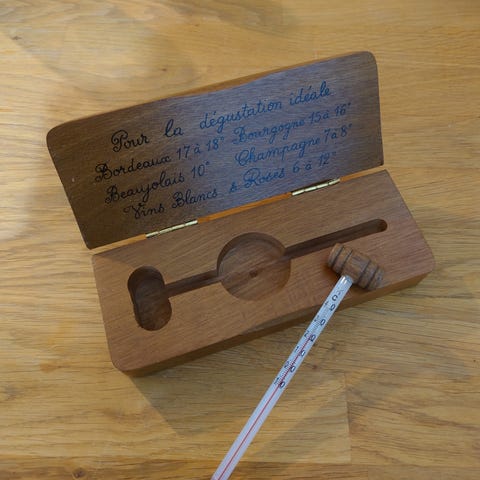 Pour la dégustation idéale
Bordeaux 17 à 18° Bourgogne 15 à 16°
Beaujolais 10° Champagne 7 à 8°
Vins Blancs & Rosés 6 à 12°